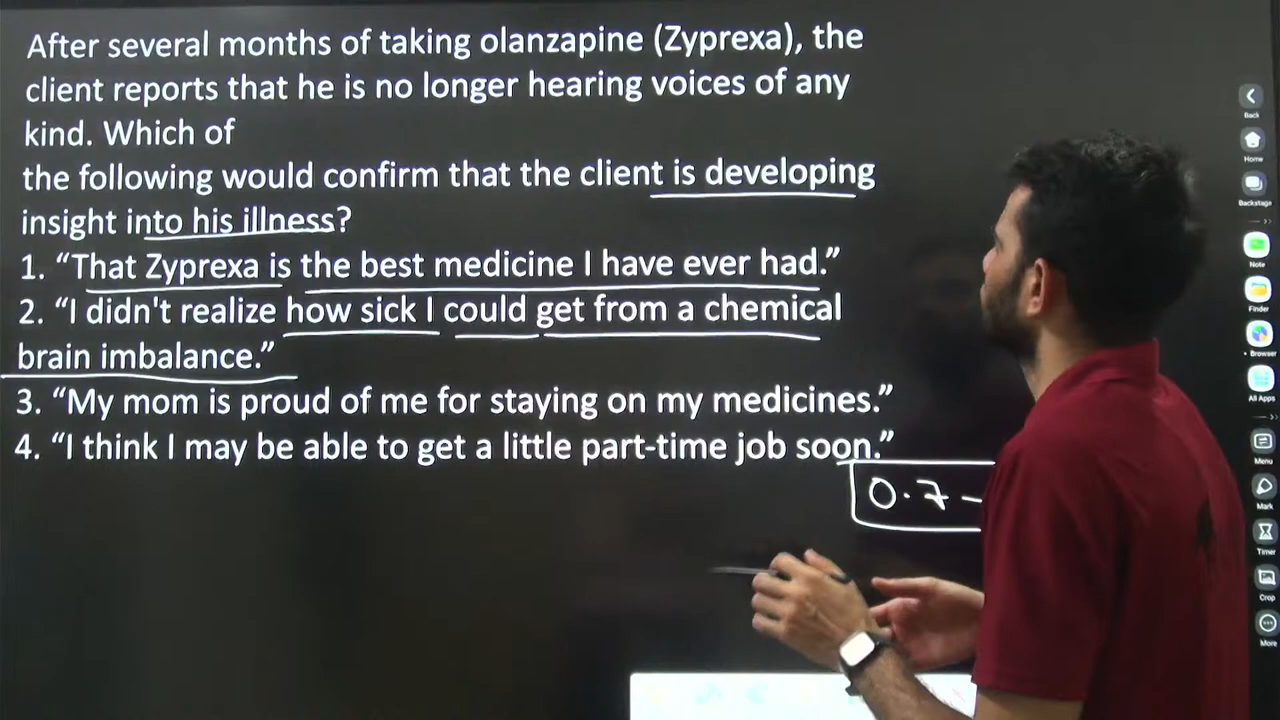 After several months of taking olanzapine (Zyprexa), the
client reports that he is no longer hearing voices of any
kind. Which of
the following would confirm that the client is developing
insight into his illness?
1. “That Zyprexa is the best medicine I have ever had.”
2. “I didn't realize how sick I could get from a chemical
brain imbalance.”
3. “My mom is proud of me for staying on my medicines.”
4. “I think I may be able to get a little part-time job soon.”
0.7 –
Back
Home
Backstage
Note
Finder
Browser
All Apps
Menu
Mark
Timer
Crop
More